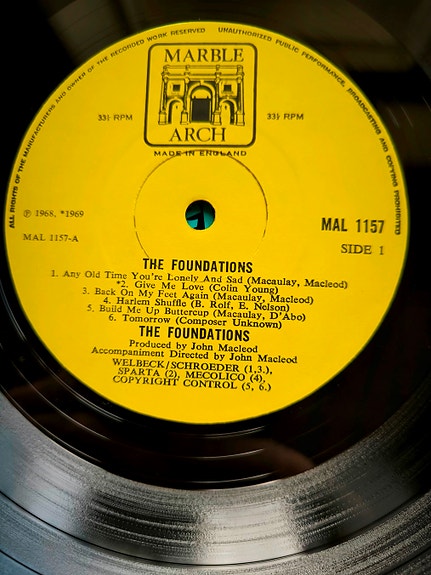 ALL RIGHTS OF THE MANUFACTURERS AND OWNER OF THE RECORDED WORK RESERVED UNAUTHORIZED PUBLIC PERFORMANCE, BROADCASTING AND COPYING PROHIBITED
MARBLE
ARCH
33⅓ RPM 33⅓ RPM
MADE IN ENGLAND
℗ 1968, *1969
MAL 1157
MAL 1157-A
SIDE 1
THE FOUNDATIONS
1. Any Old Time You're Lonely And Sad (Macaulay, Macleod)
*2. Give Me Love (Colin Young)
3. Back On My Feet Again (Macaulay, Macleod)
4. Harlem Shuffle (B. Rolf, E. Nelson)
5. Build Me Up Buttercup (Macaulay, D'Abo)
6. Tomorrow (Composer Unknown)
THE FOUNDATIONS
Produced by John Macleod
Accompaniment Directed by John Macleod
WELBECK/SCHROEDER (1,3.),
SPARTA (2), MECOLICO (4),
COPYRIGHT CONTROL (5, 6.)